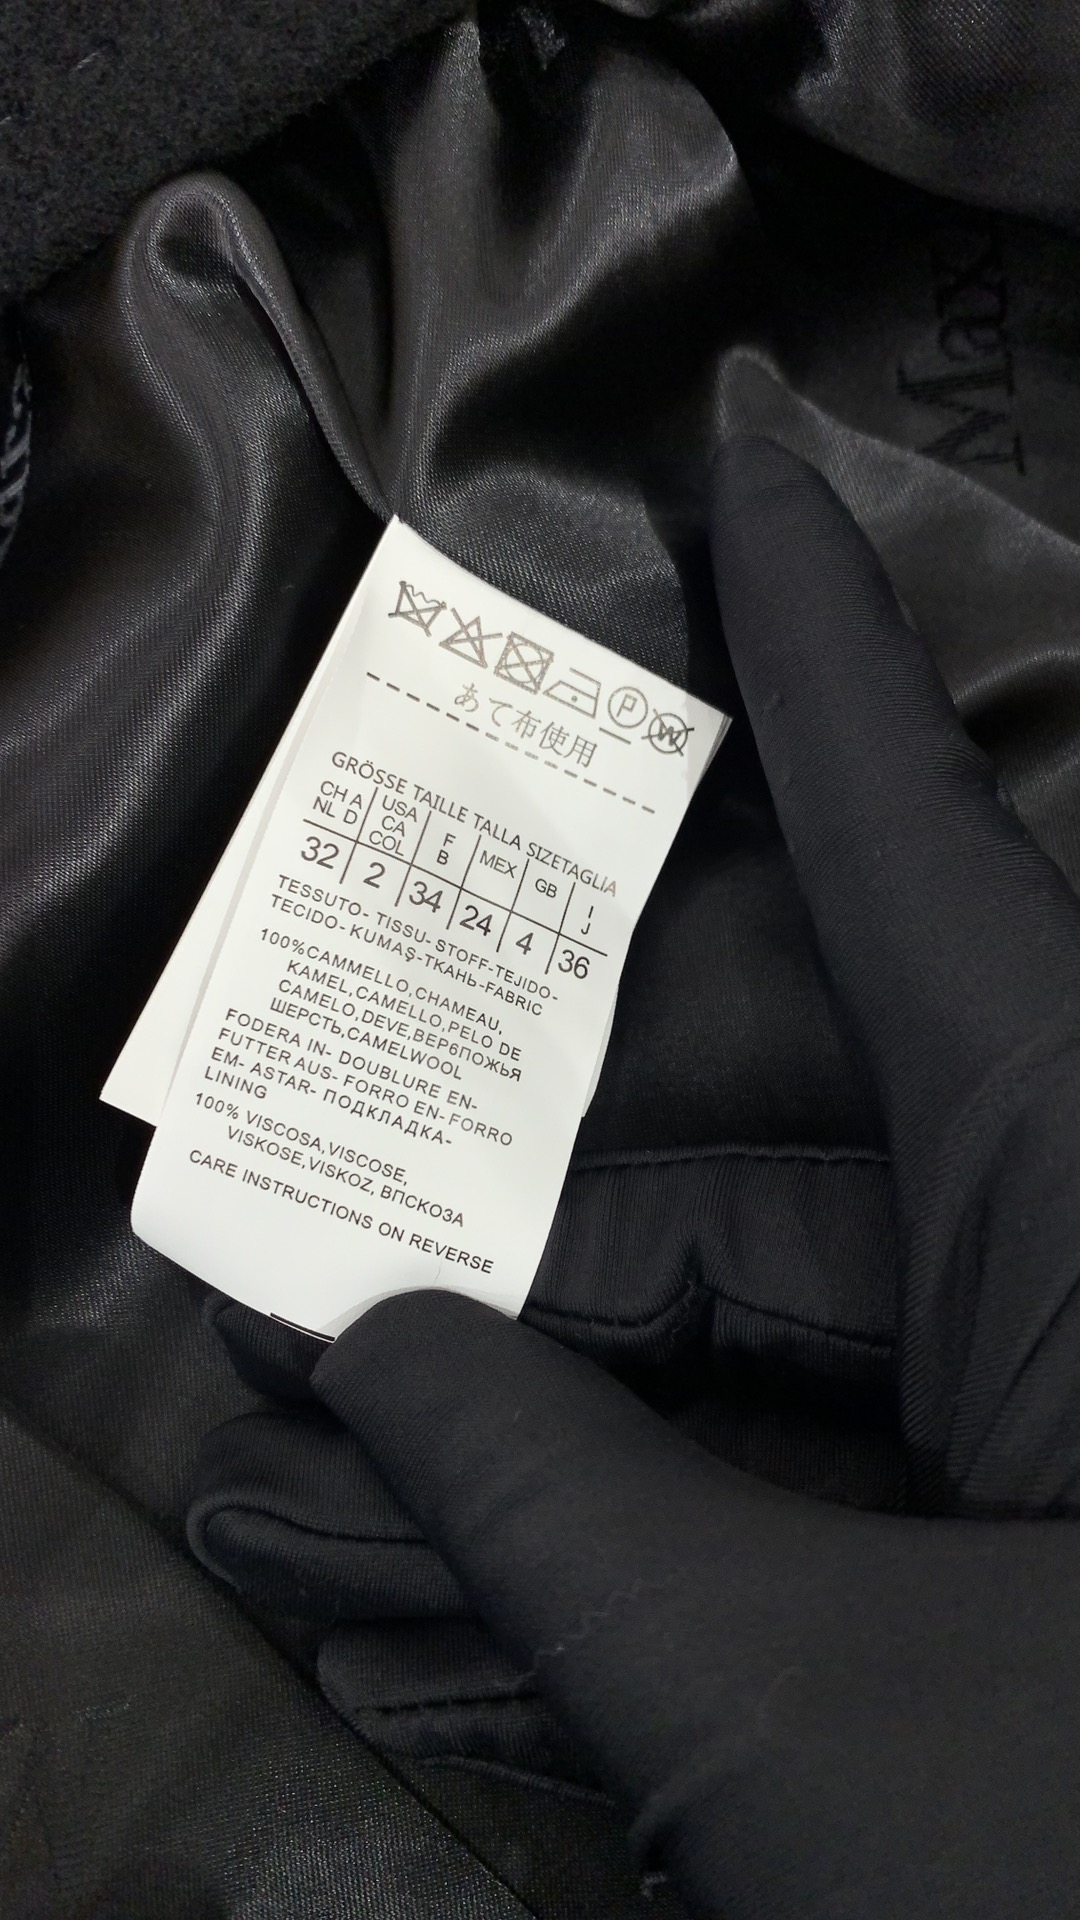 Max
P
W
あて布使用
GRÖSSE TAILLE TALLA SIZETAGLIA
CH A NL D | USA CA COL | F B | MEX | GB | I J
32 | 2 | 34 | 24 | 4 | 36
TESSUTO- TISSU- STOFF-TEJIDO-
TECIDO- KUMAŞ-ТКАНЬ-FABRIC
100%CAMMELLO,CHAMEAU,
KAMEL,CAMELLO,PELO DE
CAMELO,DEVE,ВЕР6ПОЖЬЯ
ШЕРСТЬ,CAMELWOOL
FODERA IN- DOUBLURE EN-
FUTTER AUS- FORRO EN- FORRO
EM- ASTAR- ПОДКЛАДКА-
LINING
100% VISCOSA,VISCOSE,
VISKOSE,VISKOZ, ВПСКОЗА
CARE INSTRUCTIONS ON REVERSE